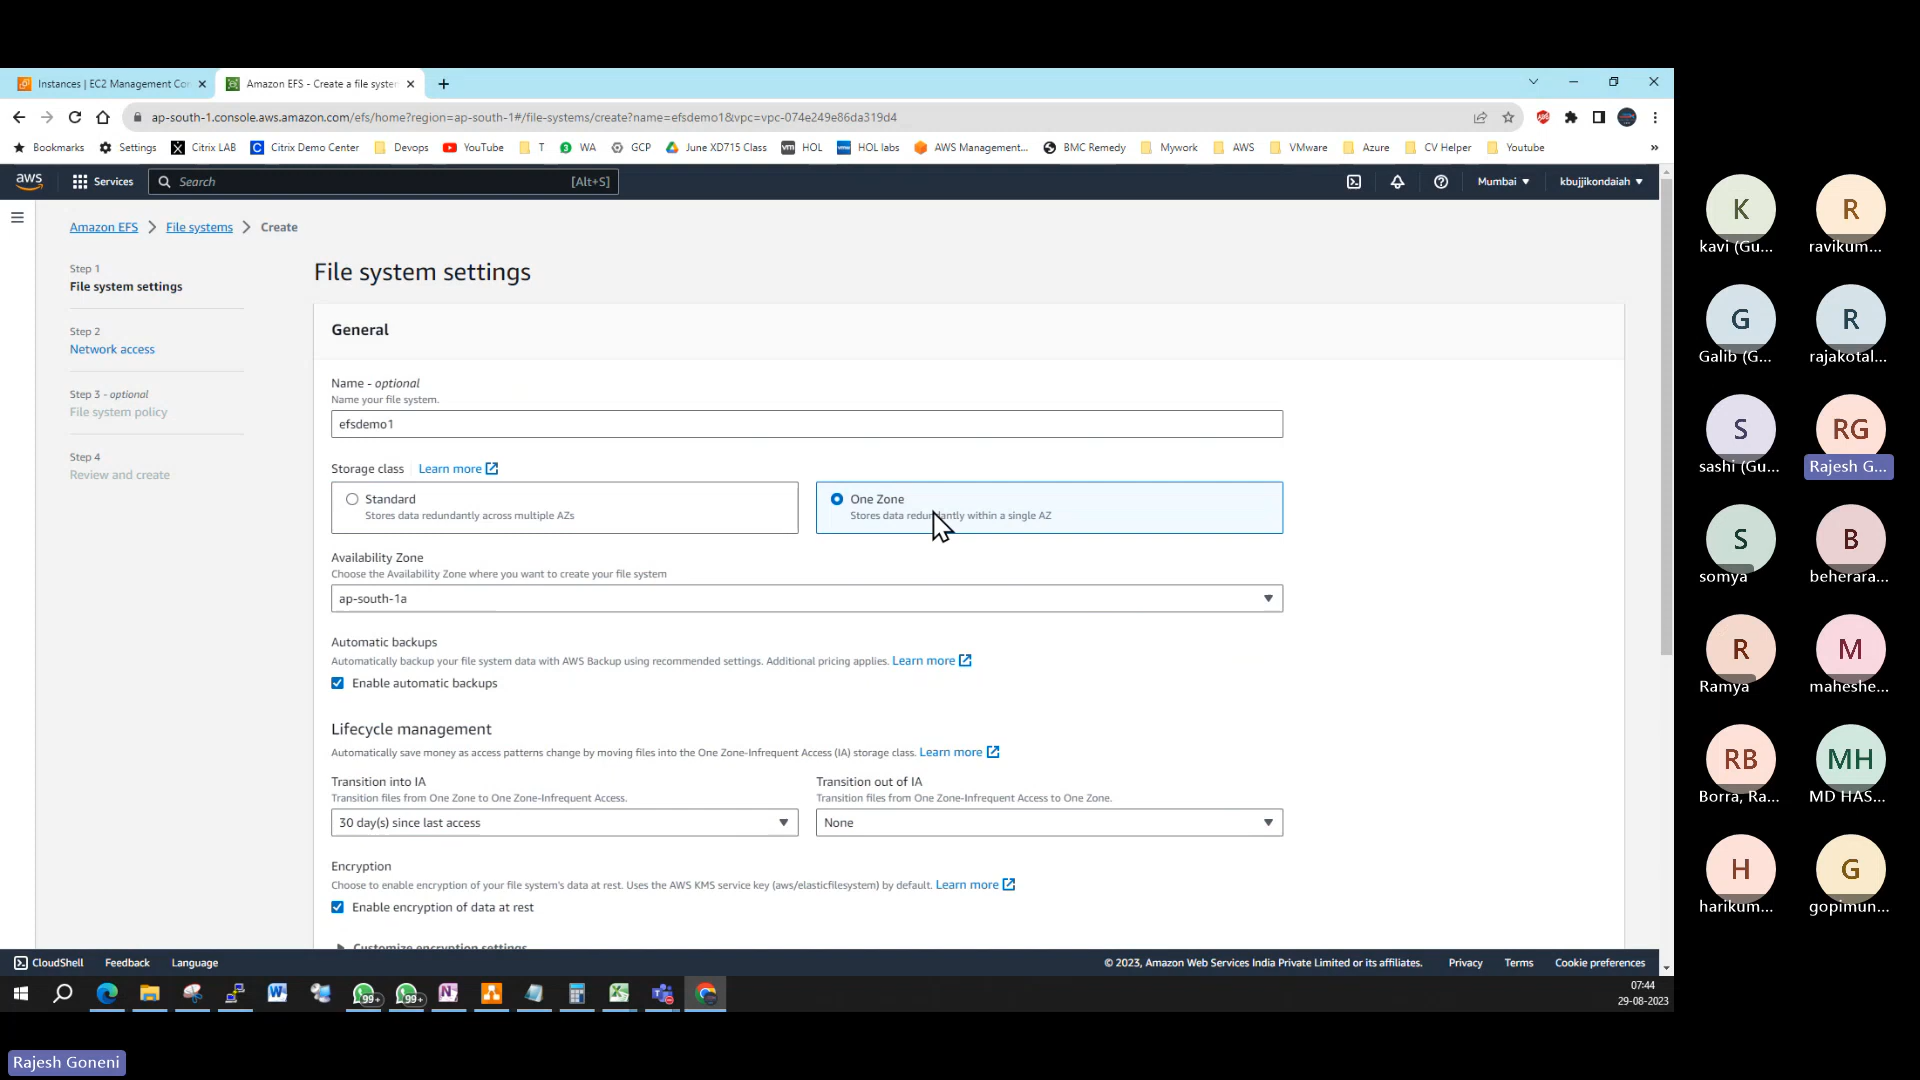 Instances | EC2 Management Con
Amazon EFS - Create a file system
ap-south-1.console.aws.amazon.com/efs/home?region=ap-south-1#/file-systems/create?name=efsdemo1&vpc=vpc-074e249e86da319d4
Bookmarks Settings Citrix LAB Citrix Demo Center Devops YouTube T WA GCP June XD715 Class HOL HOL labs AWS Management... BMC Remedy Mywork AWS VMware Azure CV Helper Youtube »
aws Services Search [Alt+S] Mumbai kbujjikondaiah
Amazon EFS File systems Create
Step 1
File system settings
Step 2
Network access
Step 3 - optional
File system policy
Step 4
Review and create
File system settings
General
Name - optional
Name your file system.
efsdemo1
Storage class Learn more
Standard
Stores data redundantly across multiple AZs
One Zone
Stores data redundantly within a single AZ
Availability Zone
Choose the Availability Zone where you want to create your file system
ap-south-1a
Automatic backups
Automatically backup your file system data with AWS Backup using recommended settings. Additional pricing applies. Learn more
Enable automatic backups
Lifecycle management
Automatically save money as access patterns change by moving files into the One Zone-Infrequent Access (IA) storage class. Learn more
Transition into IA
Transition files from One Zone to One Zone-Infrequent Access.
30 day(s) since last access
Transition out of IA
Transition files from One Zone-Infrequent Access to One Zone.
None
Encryption
Choose to enable encryption of your file system's data at rest. Uses the AWS KMS service key (aws/elasticfilesystem) by default. Learn more
Enable encryption of data at rest
Customize encryption settings
CloudShell Feedback Language © 2023, Amazon Web Services India Private Limited or its affiliates. Privacy Terms Cookie preferences
99+ 99+
07:44
29-08-2023
K R
kavi (Gu... ravikum...
G R
Galib (G... rajakotal...
S RG
sashi (Gu... Rajesh G...
S B
somya beherara...
R M
Ramya maheshe...
RB MH
Borra, Ra... MD HAS...
H G
harikum... gopimun...
Rajesh Goneni